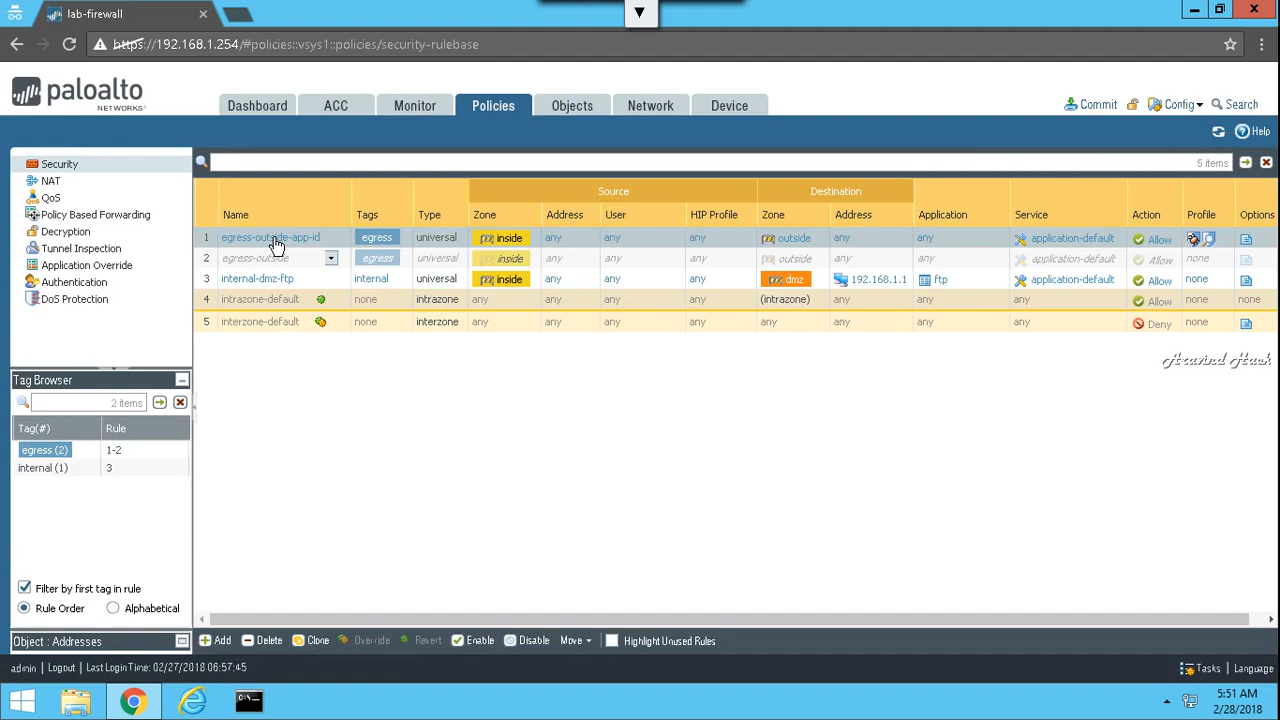 lab-firewall
https://192.168.1.254/#policies::vsys1::policies/security-rulebase
paloalto NETWORKS
Dashboard ACC Monitor Policies Objects Network Device Commit Config Search
Help
Security
NAT
QoS
Policy Based Forwarding
Decryption
Tunnel Inspection
Application Override
Authentication
DoS Protection
5 items
Source Destination
Name Tags Type Zone Address User HIP Profile Zone Address Application Service Action Profile Options
1 egress-outside-app-id egress universal inside any any any outside any any application-default Allow
2 egress-outside egress universal inside any any any outside any any application-default Allow none
3 internal-dmz-ftp internal universal inside any any any dmz 192.168.1.1 ftp application-default Allow none
4 intrazone-default none intrazone any any any any (intrazone) any any any Allow none none
5 interzone-default none interzone any any any any any any any any Deny none
Aravind Hash
Tag Browser
2 items
Tag(#) Rule
egress (2) 1-2
internal (1) 3
Filter by first tag in rule
Rule Order Alphabetical
Object : Addresses
Add Delete Clone Override Revert Enable Disable Move Highlight Unused Rules
admin | Logout | Last Login Time: 02/27/2018 06:57:45
Tasks | Language
5:51 AM
2/28/2018